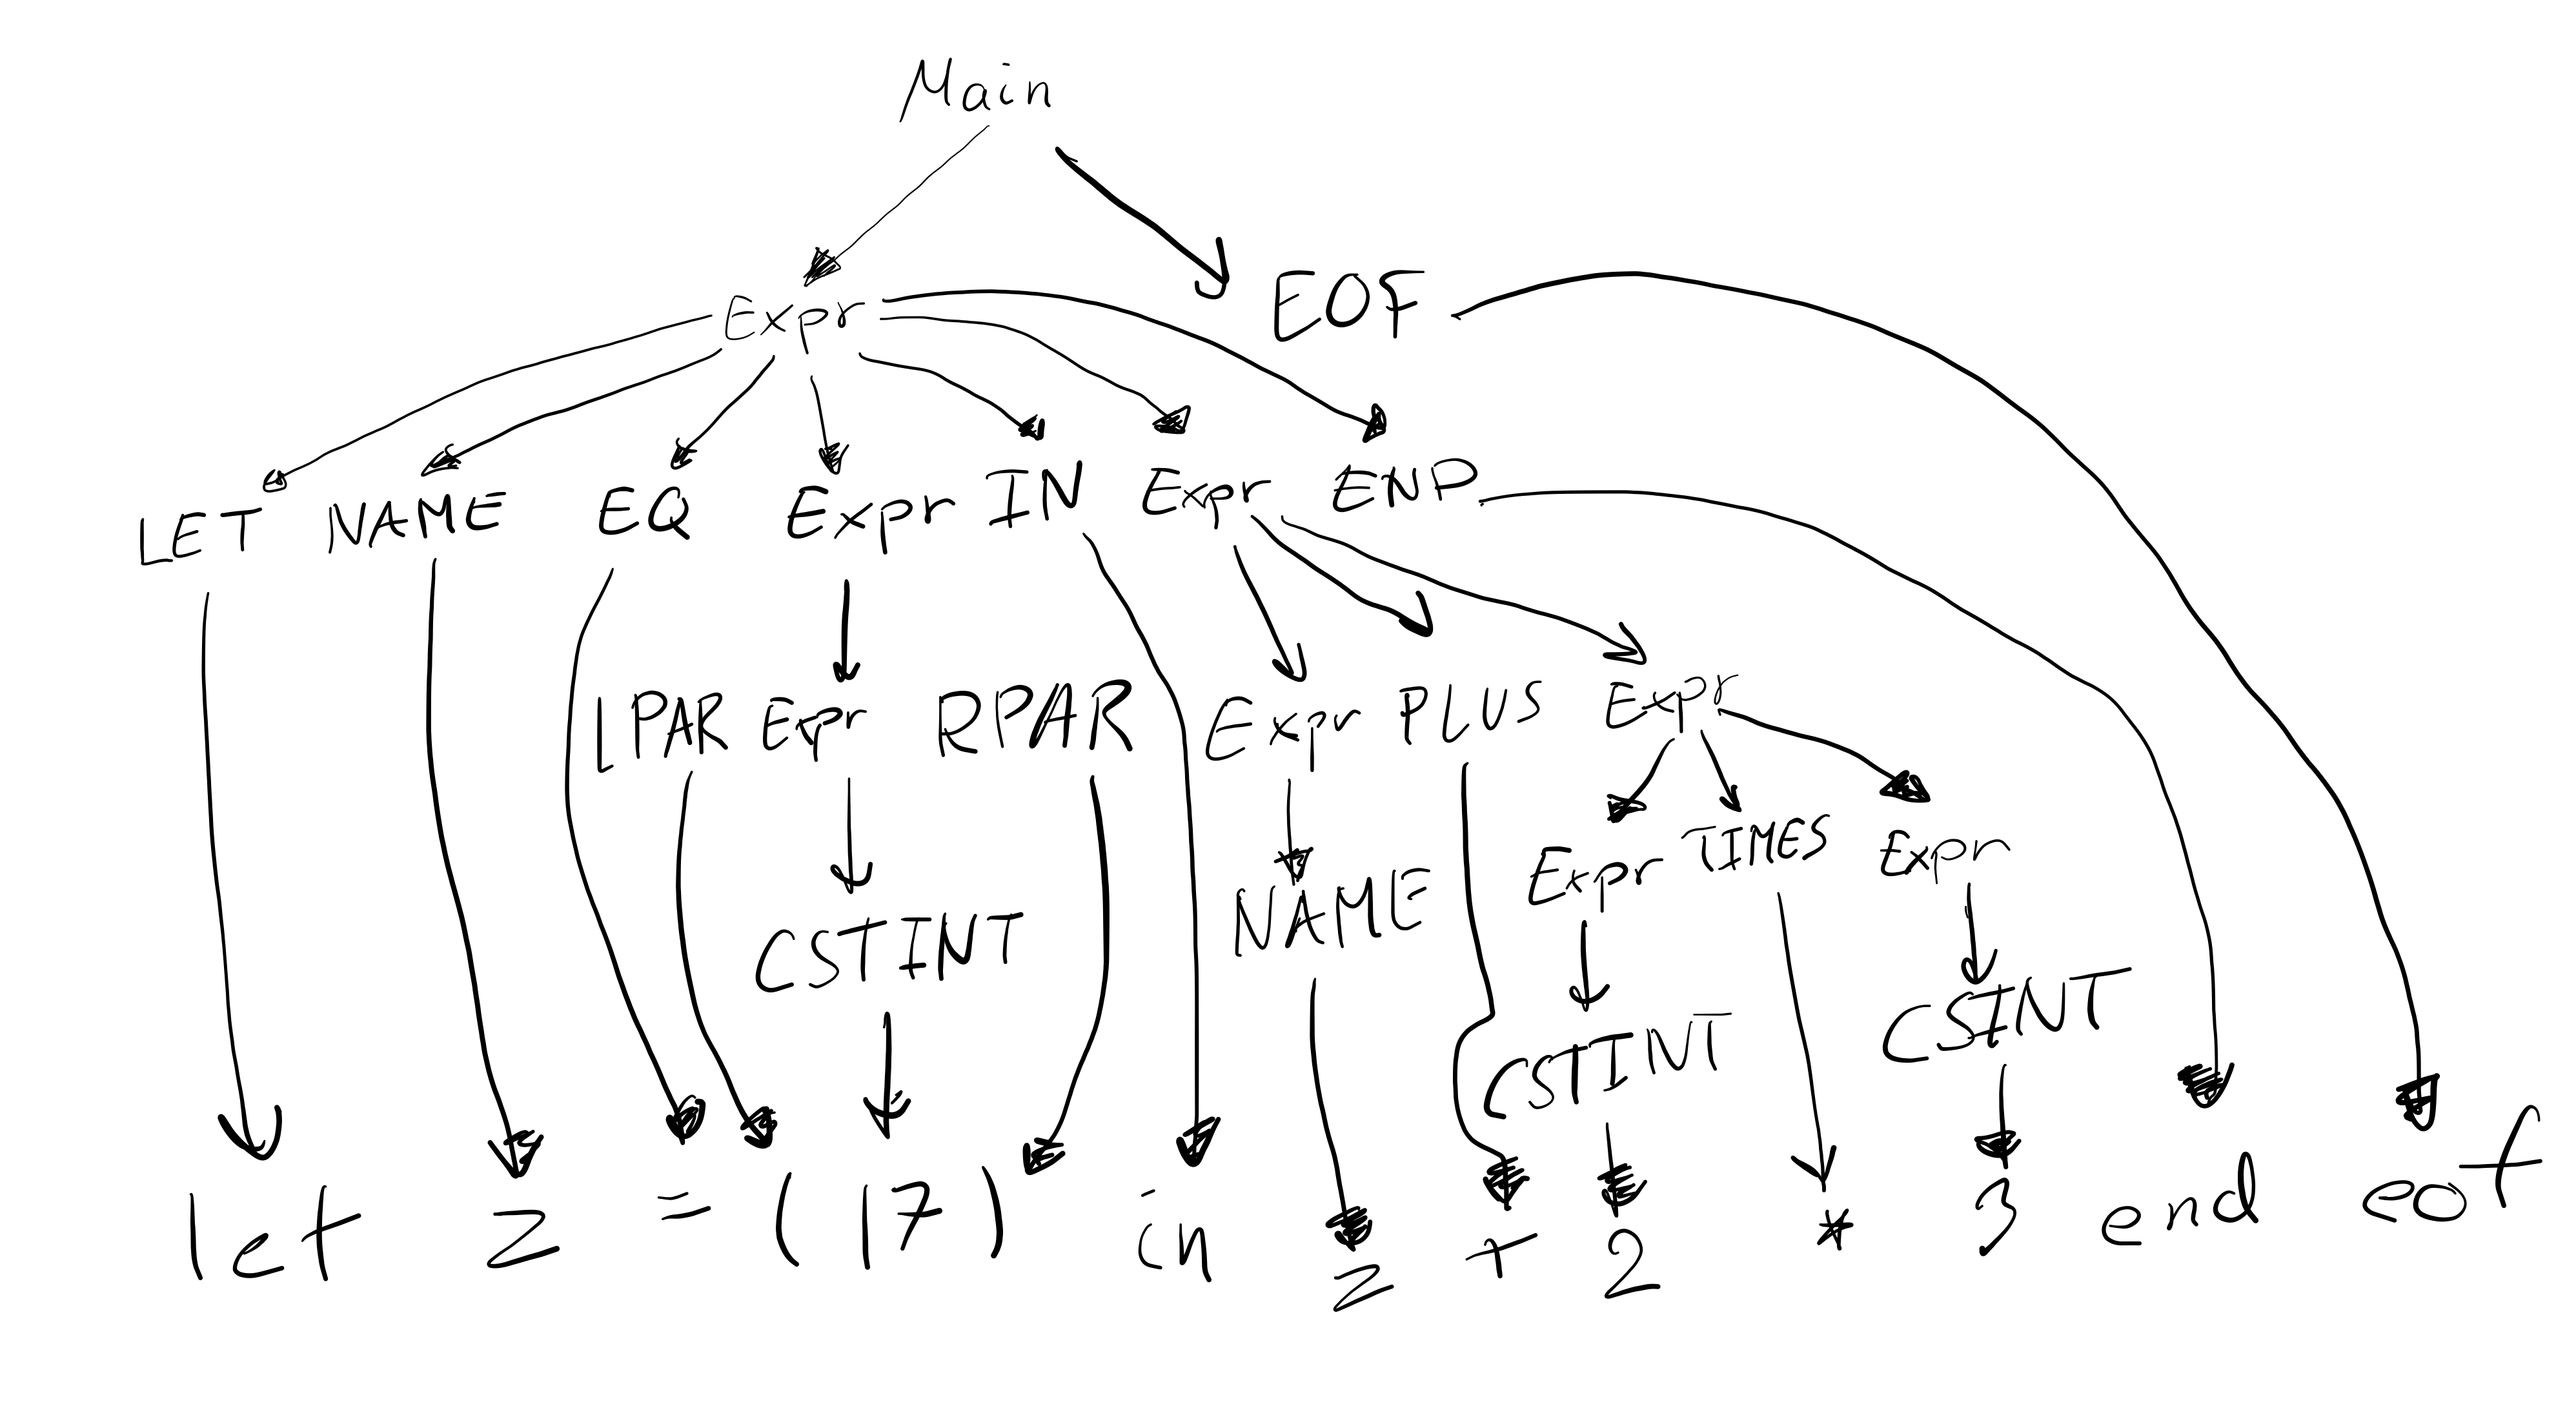 Main
Expr EOF
LET NAME EQ Expr IN Expr END
LPAR Expr RPAR Expr PLUS Expr
Expr TIMES Expr
CSTINT NAME
CSTINT CSINT
let z = ( 17 ) in z + 2 * 3 end eof